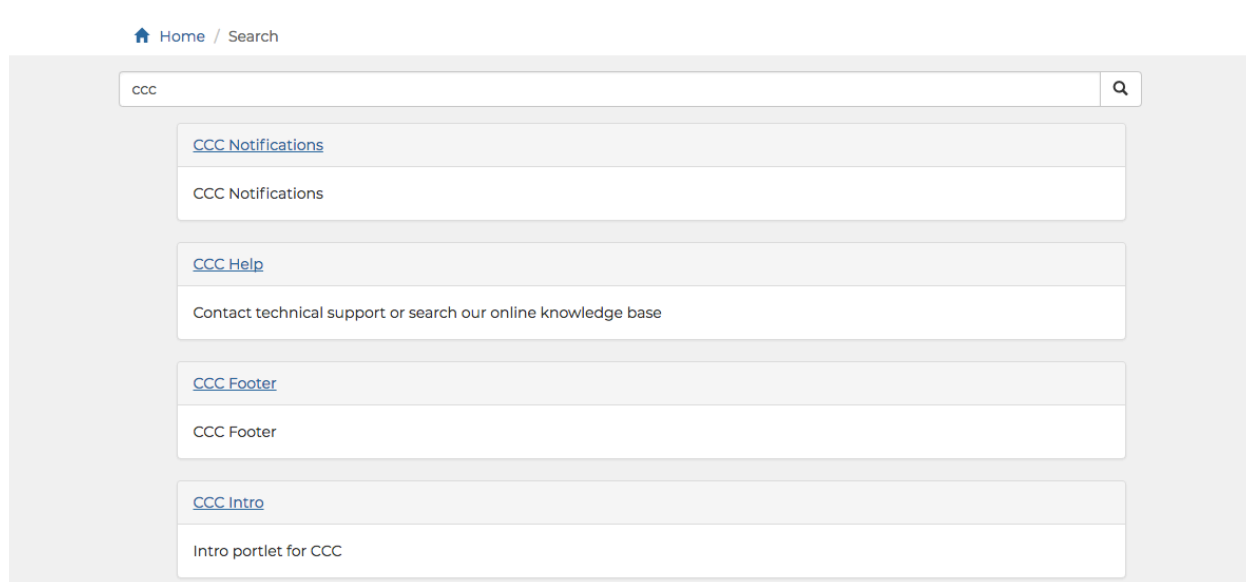 Home / Search
ccc
CCC Notifications
CCC Notifications
CCC Help
Contact technical support or search our online knowledge base
CCC Footer
CCC Footer
CCC Intro
Intro portlet for CCC